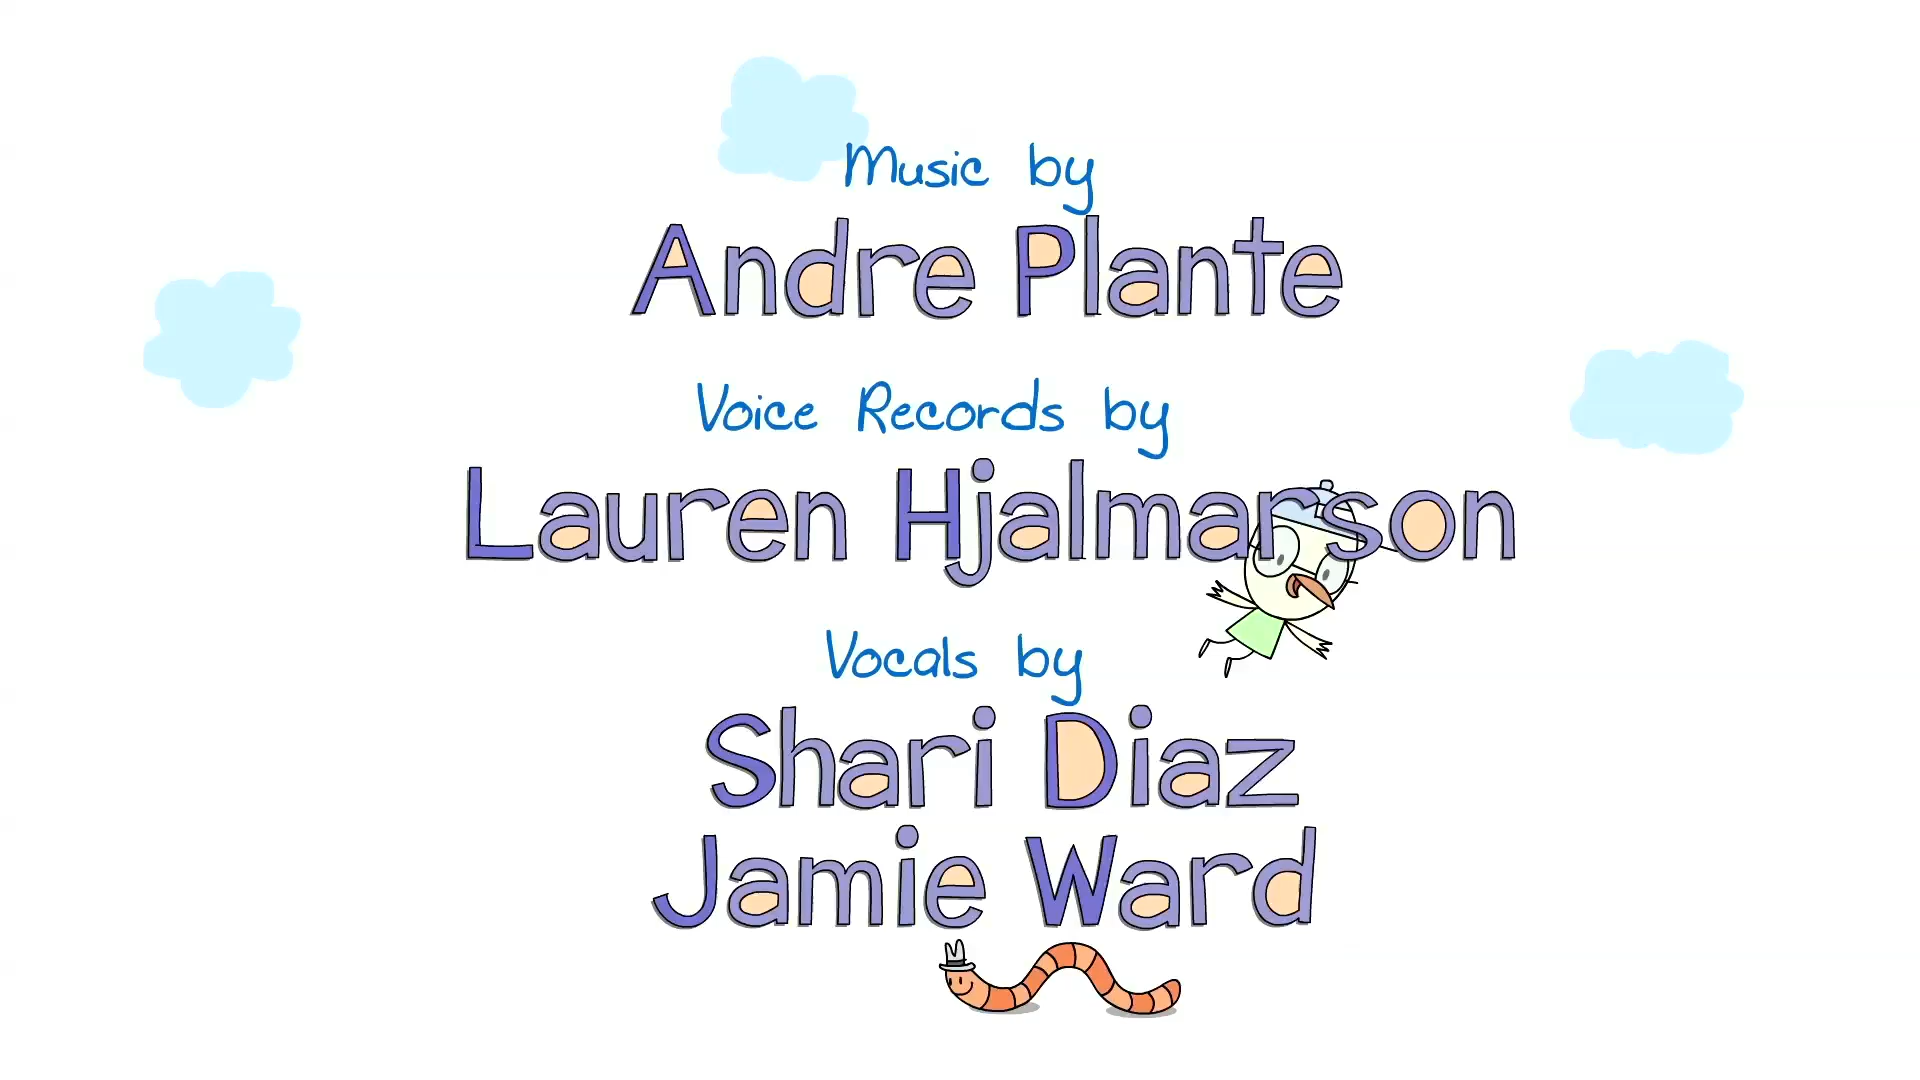 Music by
Andre Plante
Voice Records by
Lauren Hjalmarson
Vocals by
Shari Diaz
Jamie Ward